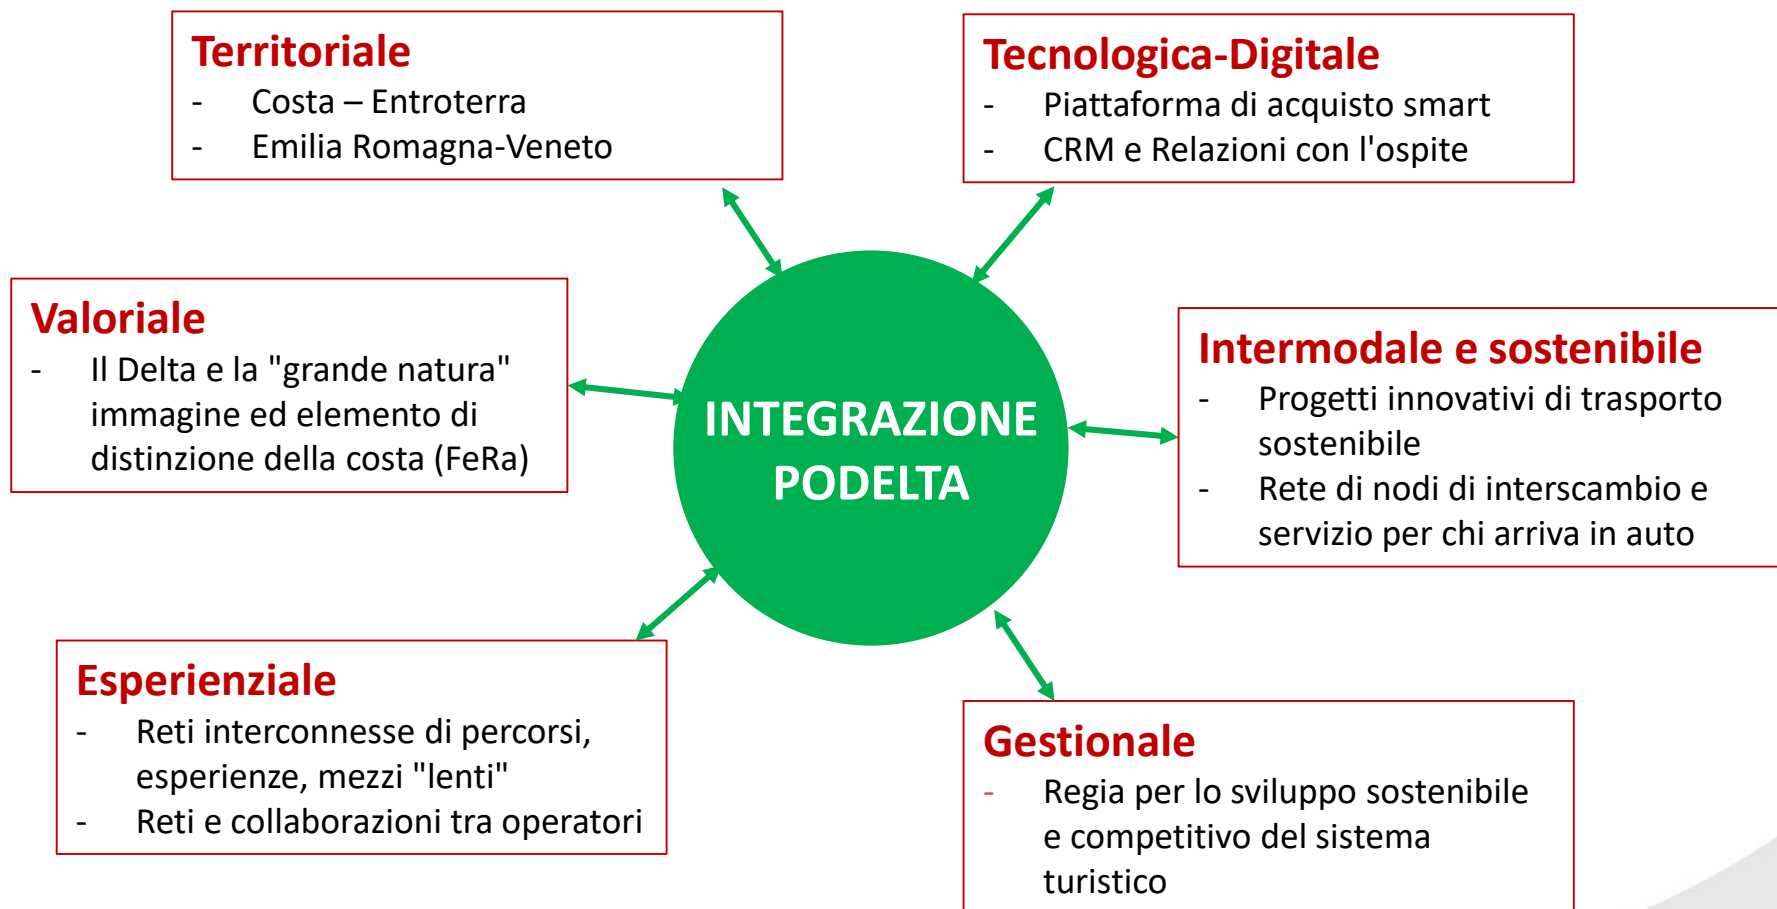 Territoriale
- Costa – Entroterra
- Emilia Romagna-Veneto
Tecnologica-Digitale
- Piattaforma di acquisto smart
- CRM e Relazioni con l'ospite
Valoriale
- Il Delta e la "grande natura"
immagine ed elemento di
distinzione della costa (FeRa)
INTEGRAZIONE
PODELTA
Intermodale e sostenibile
- Progetti innovativi di trasporto
sostenibile
- Rete di nodi di interscambio e
servizio per chi arriva in auto
Esperienziale
- Reti interconnesse di percorsi,
esperienze, mezzi "lenti"
- Reti e collaborazioni tra operatori
Gestionale
- Regia per lo sviluppo sostenibile
e competitivo del sistema
turistico